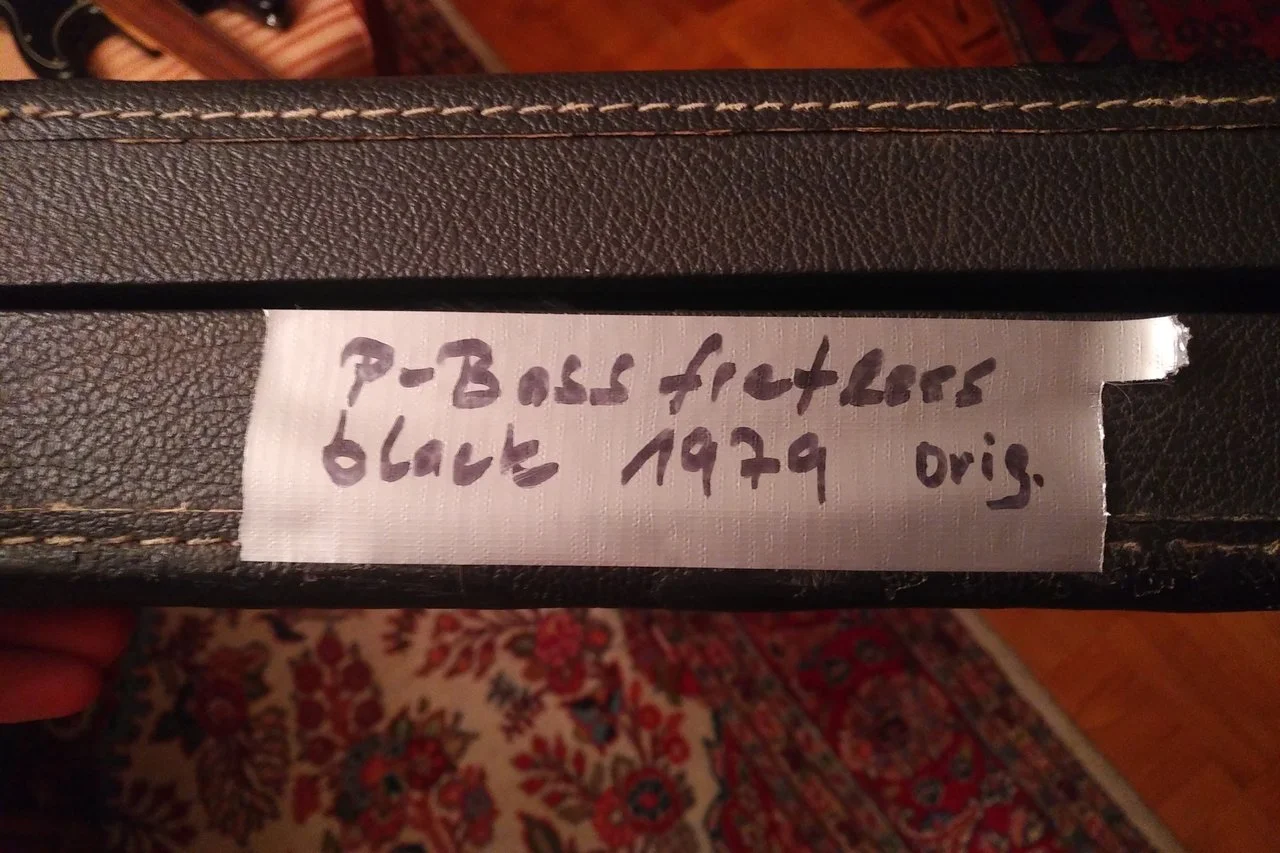 P-Bass fretless
black 1979 orig.